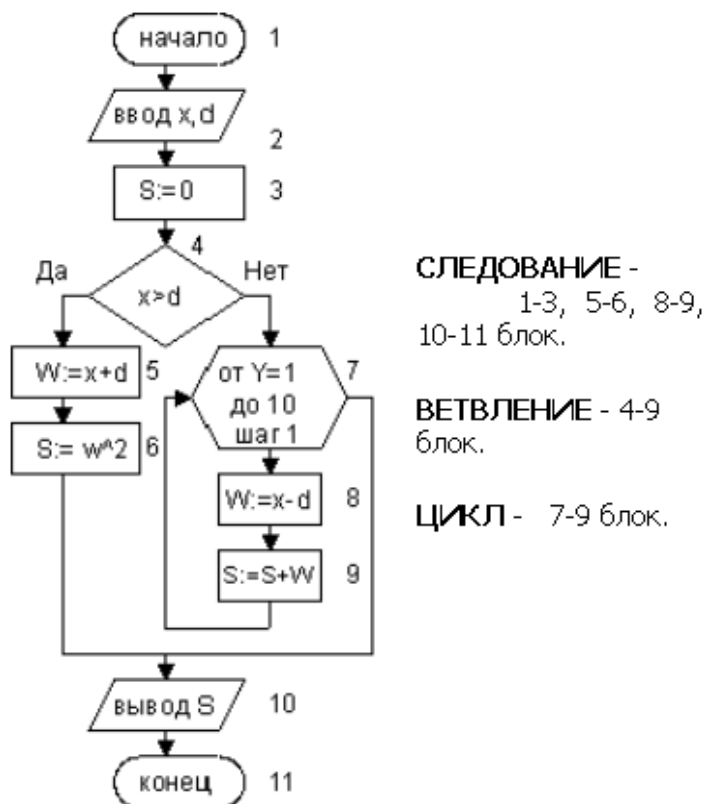 начало 1
ввод x,d
2
S:=0 3
4
Да Нет
x>d
W:=x+d 5
S:= w^2 6
от Y=1 7
до 10
шаг 1
W:=x-d 8
S:=S+W 9
вывод S 10
конец 11
СЛЕДОВАНИЕ -
1-3, 5-6, 8-9,
10-11 блок.
ВЕТВЛЕНИЕ - 4-9
блок.
ЦИКЛ - 7-9 блок.